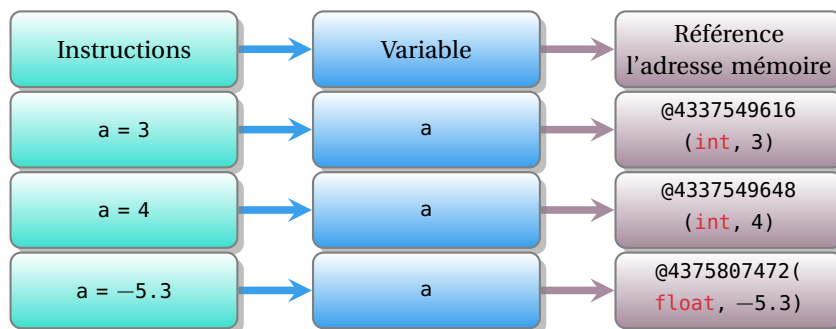 Instructions
Variable
Référence
l'adresse mémoire
a = 3
a
@4337549616
(int, 3)
a = 4
a
@4337549648
(int, 4)
a = −5.3
a
@4375807472(
float, −5.3)